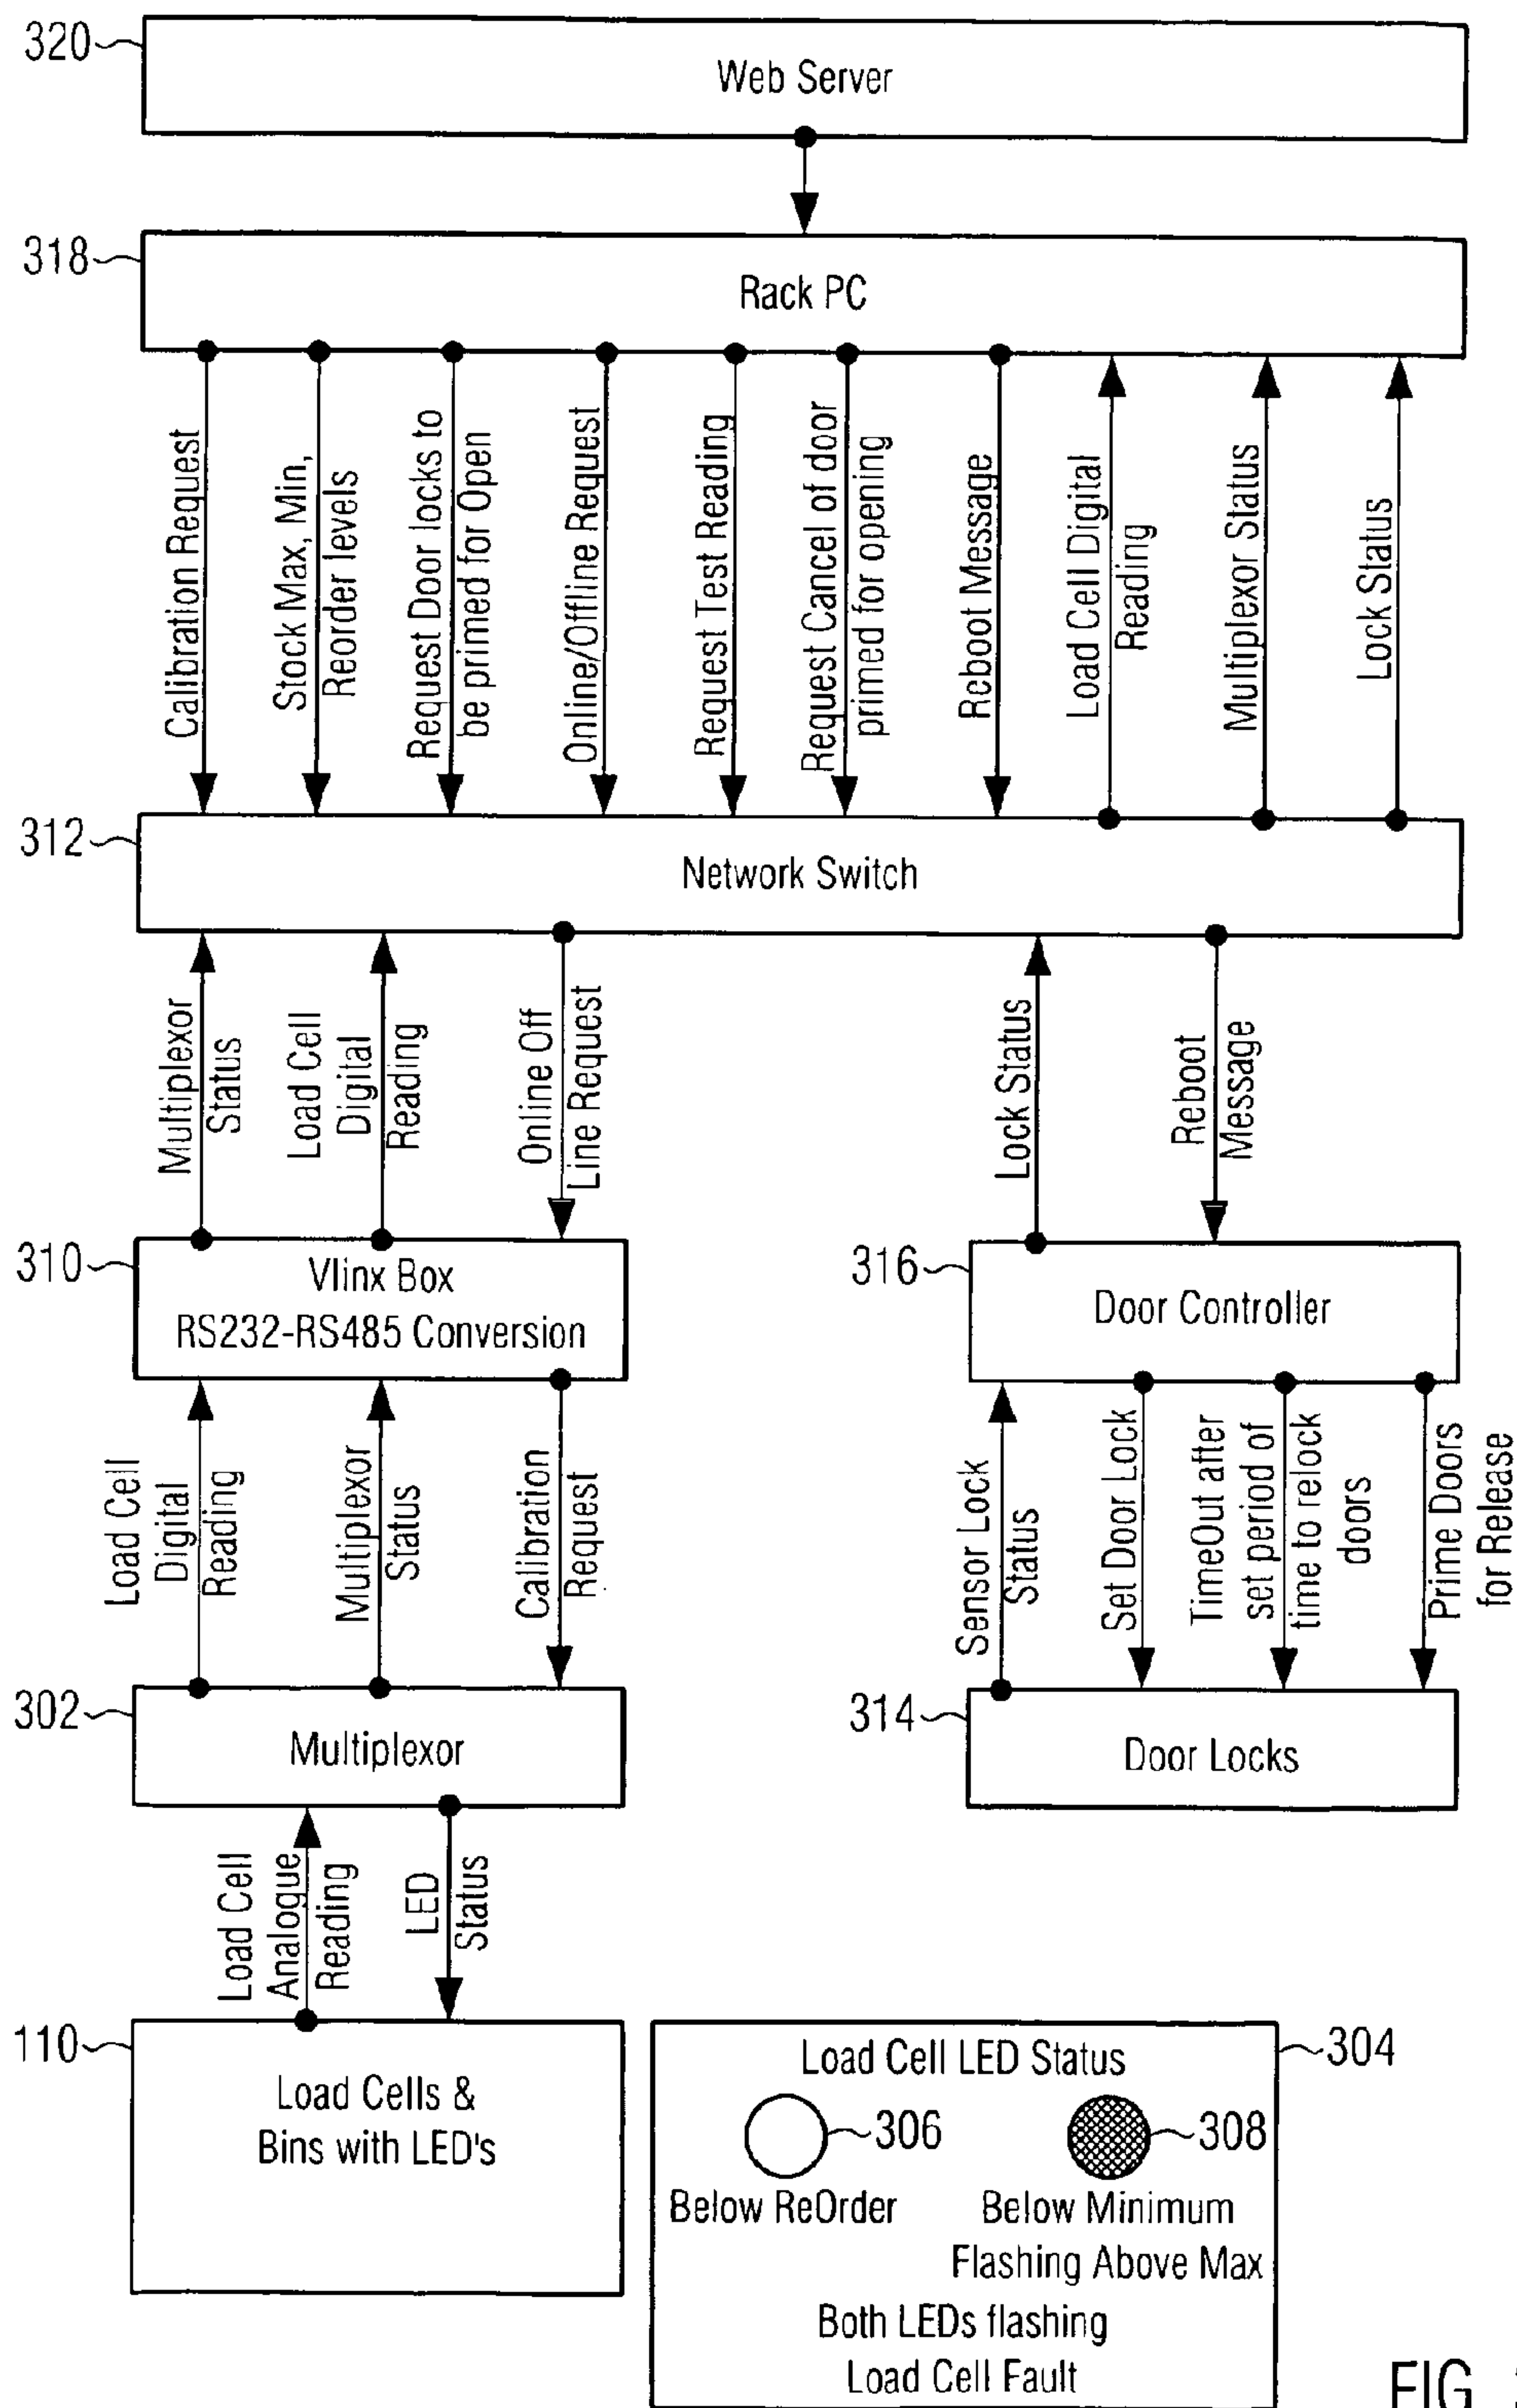 320
Web Server
318
Rack PC
Calibration Request
Stock Max, Min,
Reorder levels
Request Door locks to
be primed for Open
Online/Offline Request
Request Test Reading
Request Cancel of door
primed for opening
Reboot Message
Load Cell Digital
Reading
Multiplexor Status
Lock Status
312
Network Switch
Multiplexor
Status
Load Cell
Digital
Reading
Online Off
Line Request
Lock Status
Reboot
Message
310
Vlinx Box
RS232-RS485 Conversion
316
Door Controller
Load Cell
Digital
Reading
Multiplexor
Status
Calibration
Request
Sensor Lock
Status
Set Door Lock
TimeOut after
set period of
time to relock
doors
Prime Doors
for Release
302
Multiplexor
314
Door Locks
Load Cell
Analogue
Reading
LED
Status
110
Load Cells &
Bins with LED's
304
Load Cell LED Status
306
308
Below ReOrder
Below Minimum
Flashing Above Max
Both LEDs flashing
Load Cell Fault
FIG.